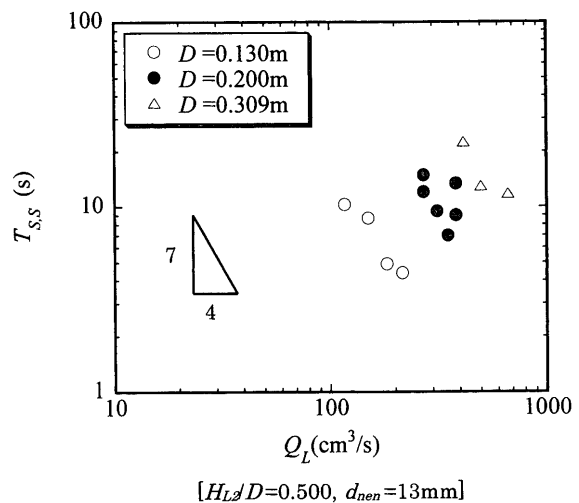 100
○ D=0.130m
● D=0.200m
△ D=0.309m
T_{S,S} (s)
10
7
4
1
10
100
1000
Q_L(cm³/s)
[H_{L2}/D=0.500, d_{nen}=13mm]